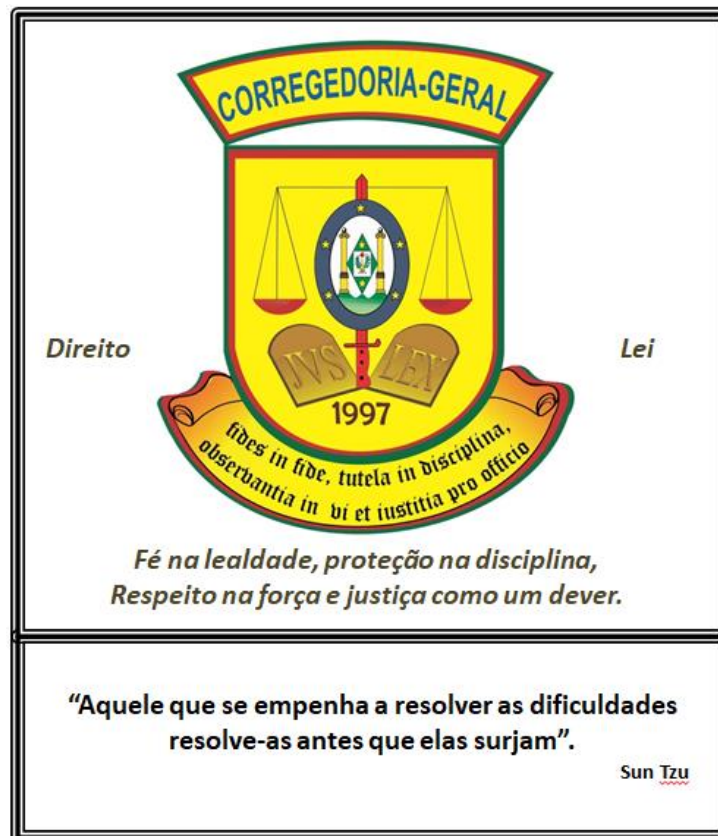 CORREGEDORIA-GERAL
Direito
Lei
JVS LEX
1997
fides in fide, tutela in disciplina,
observantia in vi et iustitia pro officio
Fé na lealdade, proteção na disciplina,
Respeito na força e justiça como um dever.
“Aquele que se empenha a resolver as dificuldades
resolve-as antes que elas surjam”.
Sun Tzu